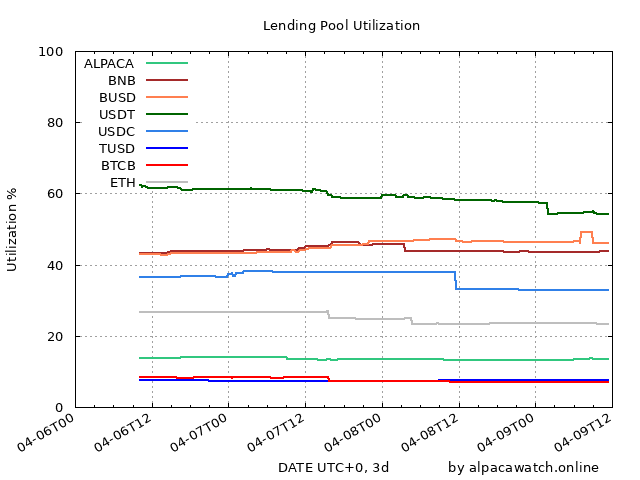 Lending Pool Utilization
100
80
60
40
20
0
Utilization %
ALPACA
BNB
BUSD
USDT
USDC
TUSD
BTCB
ETH
04-06T00
04-06T12
04-07T00
04-07T12
04-08T00
04-08T12
04-09T00
04-09T12
DATE UTC+0, 3d
by alpacawatch.online